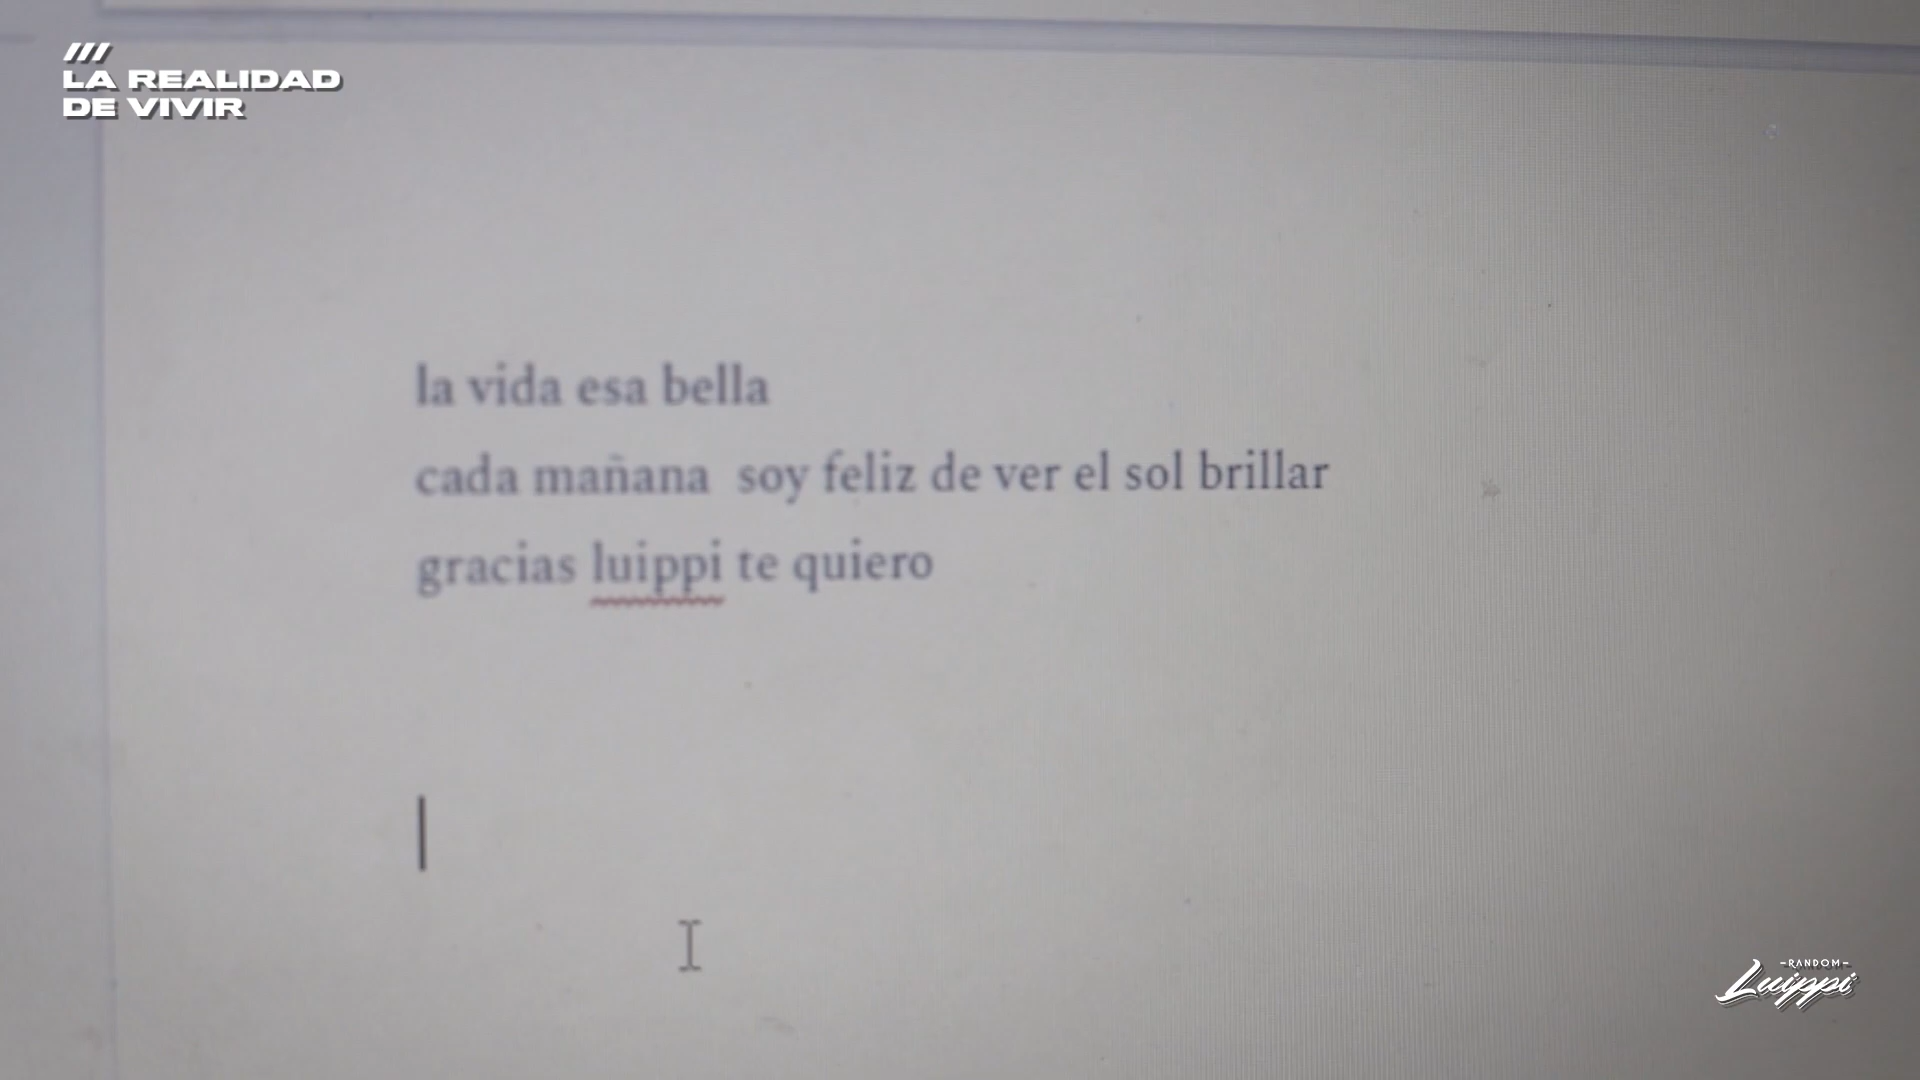 ///
LA REALIDAD
DE VIVIR
la vida esa bella
cada mañana  soy feliz de ver el sol brillar
gracias luippi te quiero
-RANDOM-
Luippi